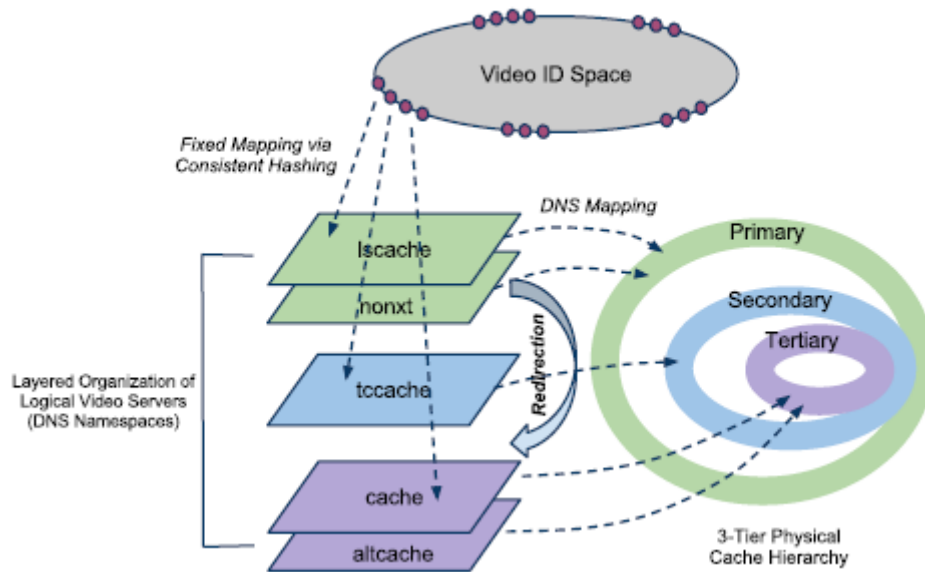 Video ID Space
Fixed Mapping via
Consistent Hashing
DNS Mapping
lscache
nonxt
Primary
Secondary
Tertiary
Redirection
tccache
Layered Organization of
Logical Video Servers
(DNS Namespaces)
cache
altcache
3-Tier Physical
Cache Hierarchy